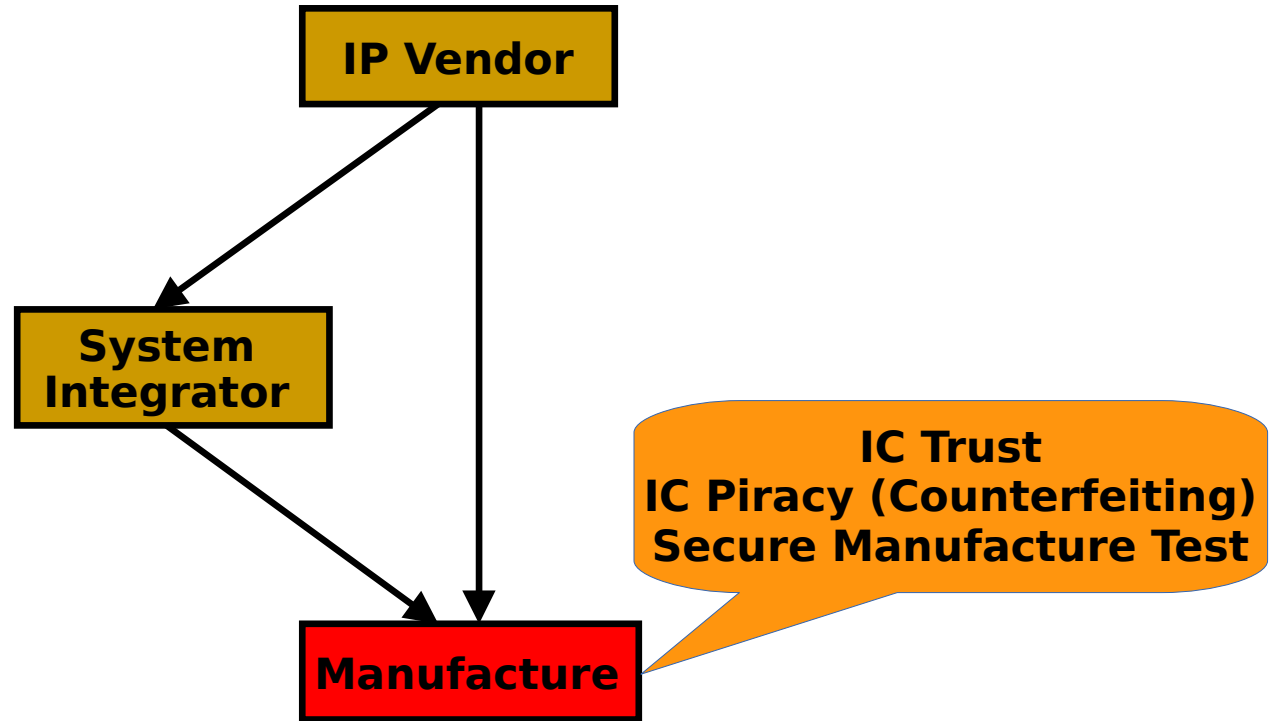 IP Vendor
System
Integrator
IC Trust
IC Piracy (Counterfeiting)
Secure Manufacture Test
Manufacture